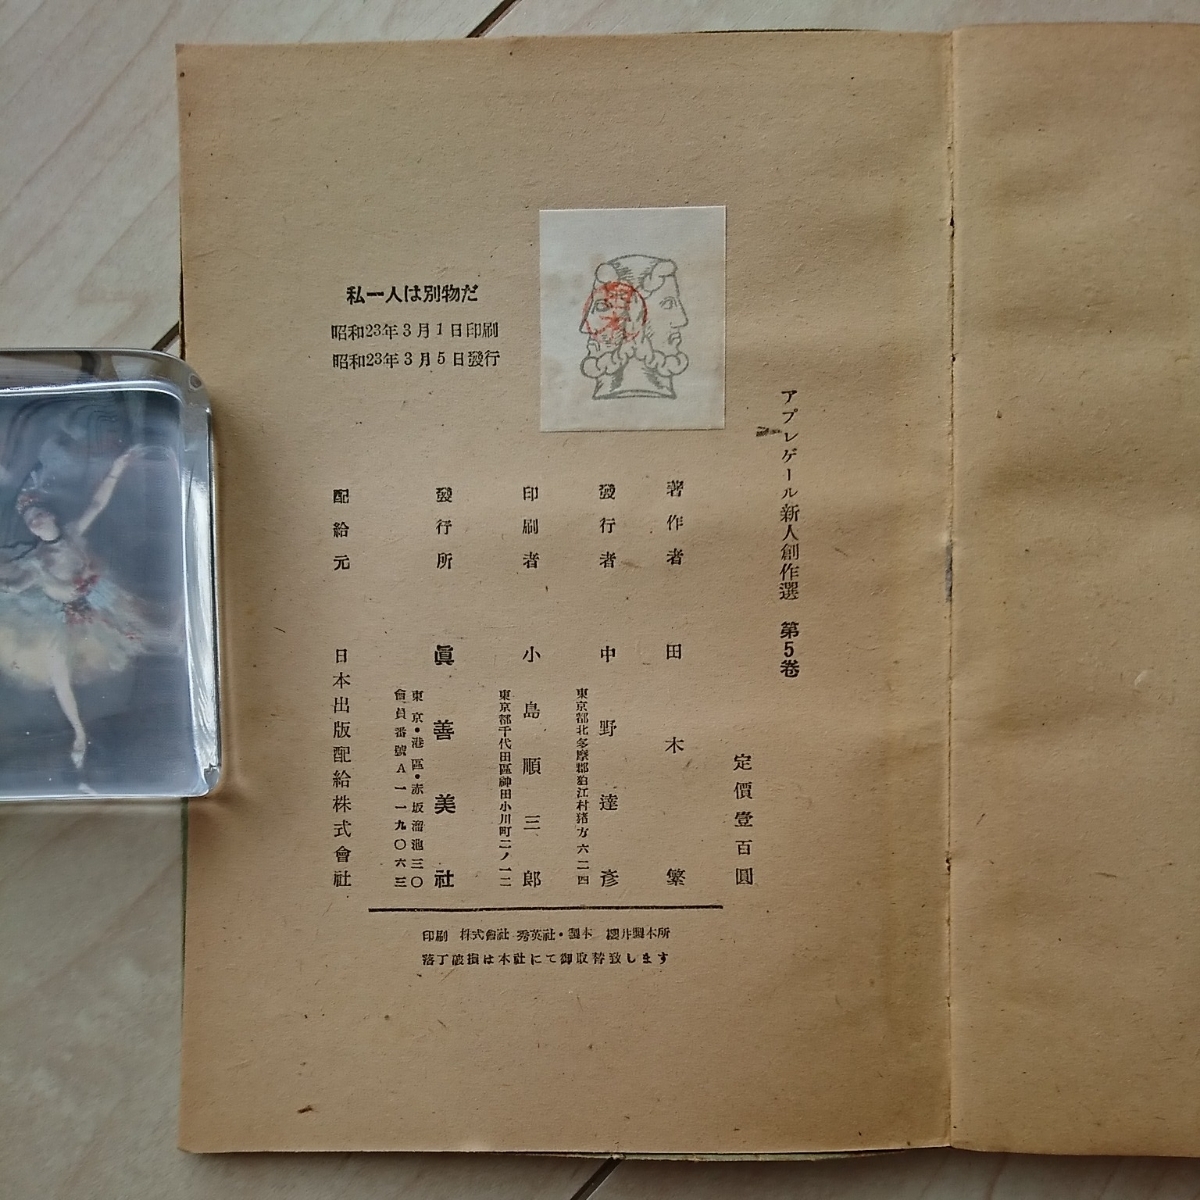 私一人は別物だ
昭和23年3月1日印刷
昭和23年3月5日發行
アプレゲール新人創作選 第5卷
定價壹百圓
著作者 田木繁
發行者 中野達彥
東京都北多摩郡狛江村猪方六二四
印刷者 小島順三郎
東京都千代田區神田小川町二ノ一二
發行所 眞善美社
東京・港區・赤坂溜池三〇
會員番號A一一九〇六三
配給元 日本出版配給株式會社
印刷 株式會社 秀英社・製本 櫻井製本所
落丁破損は本社にて御取替致します